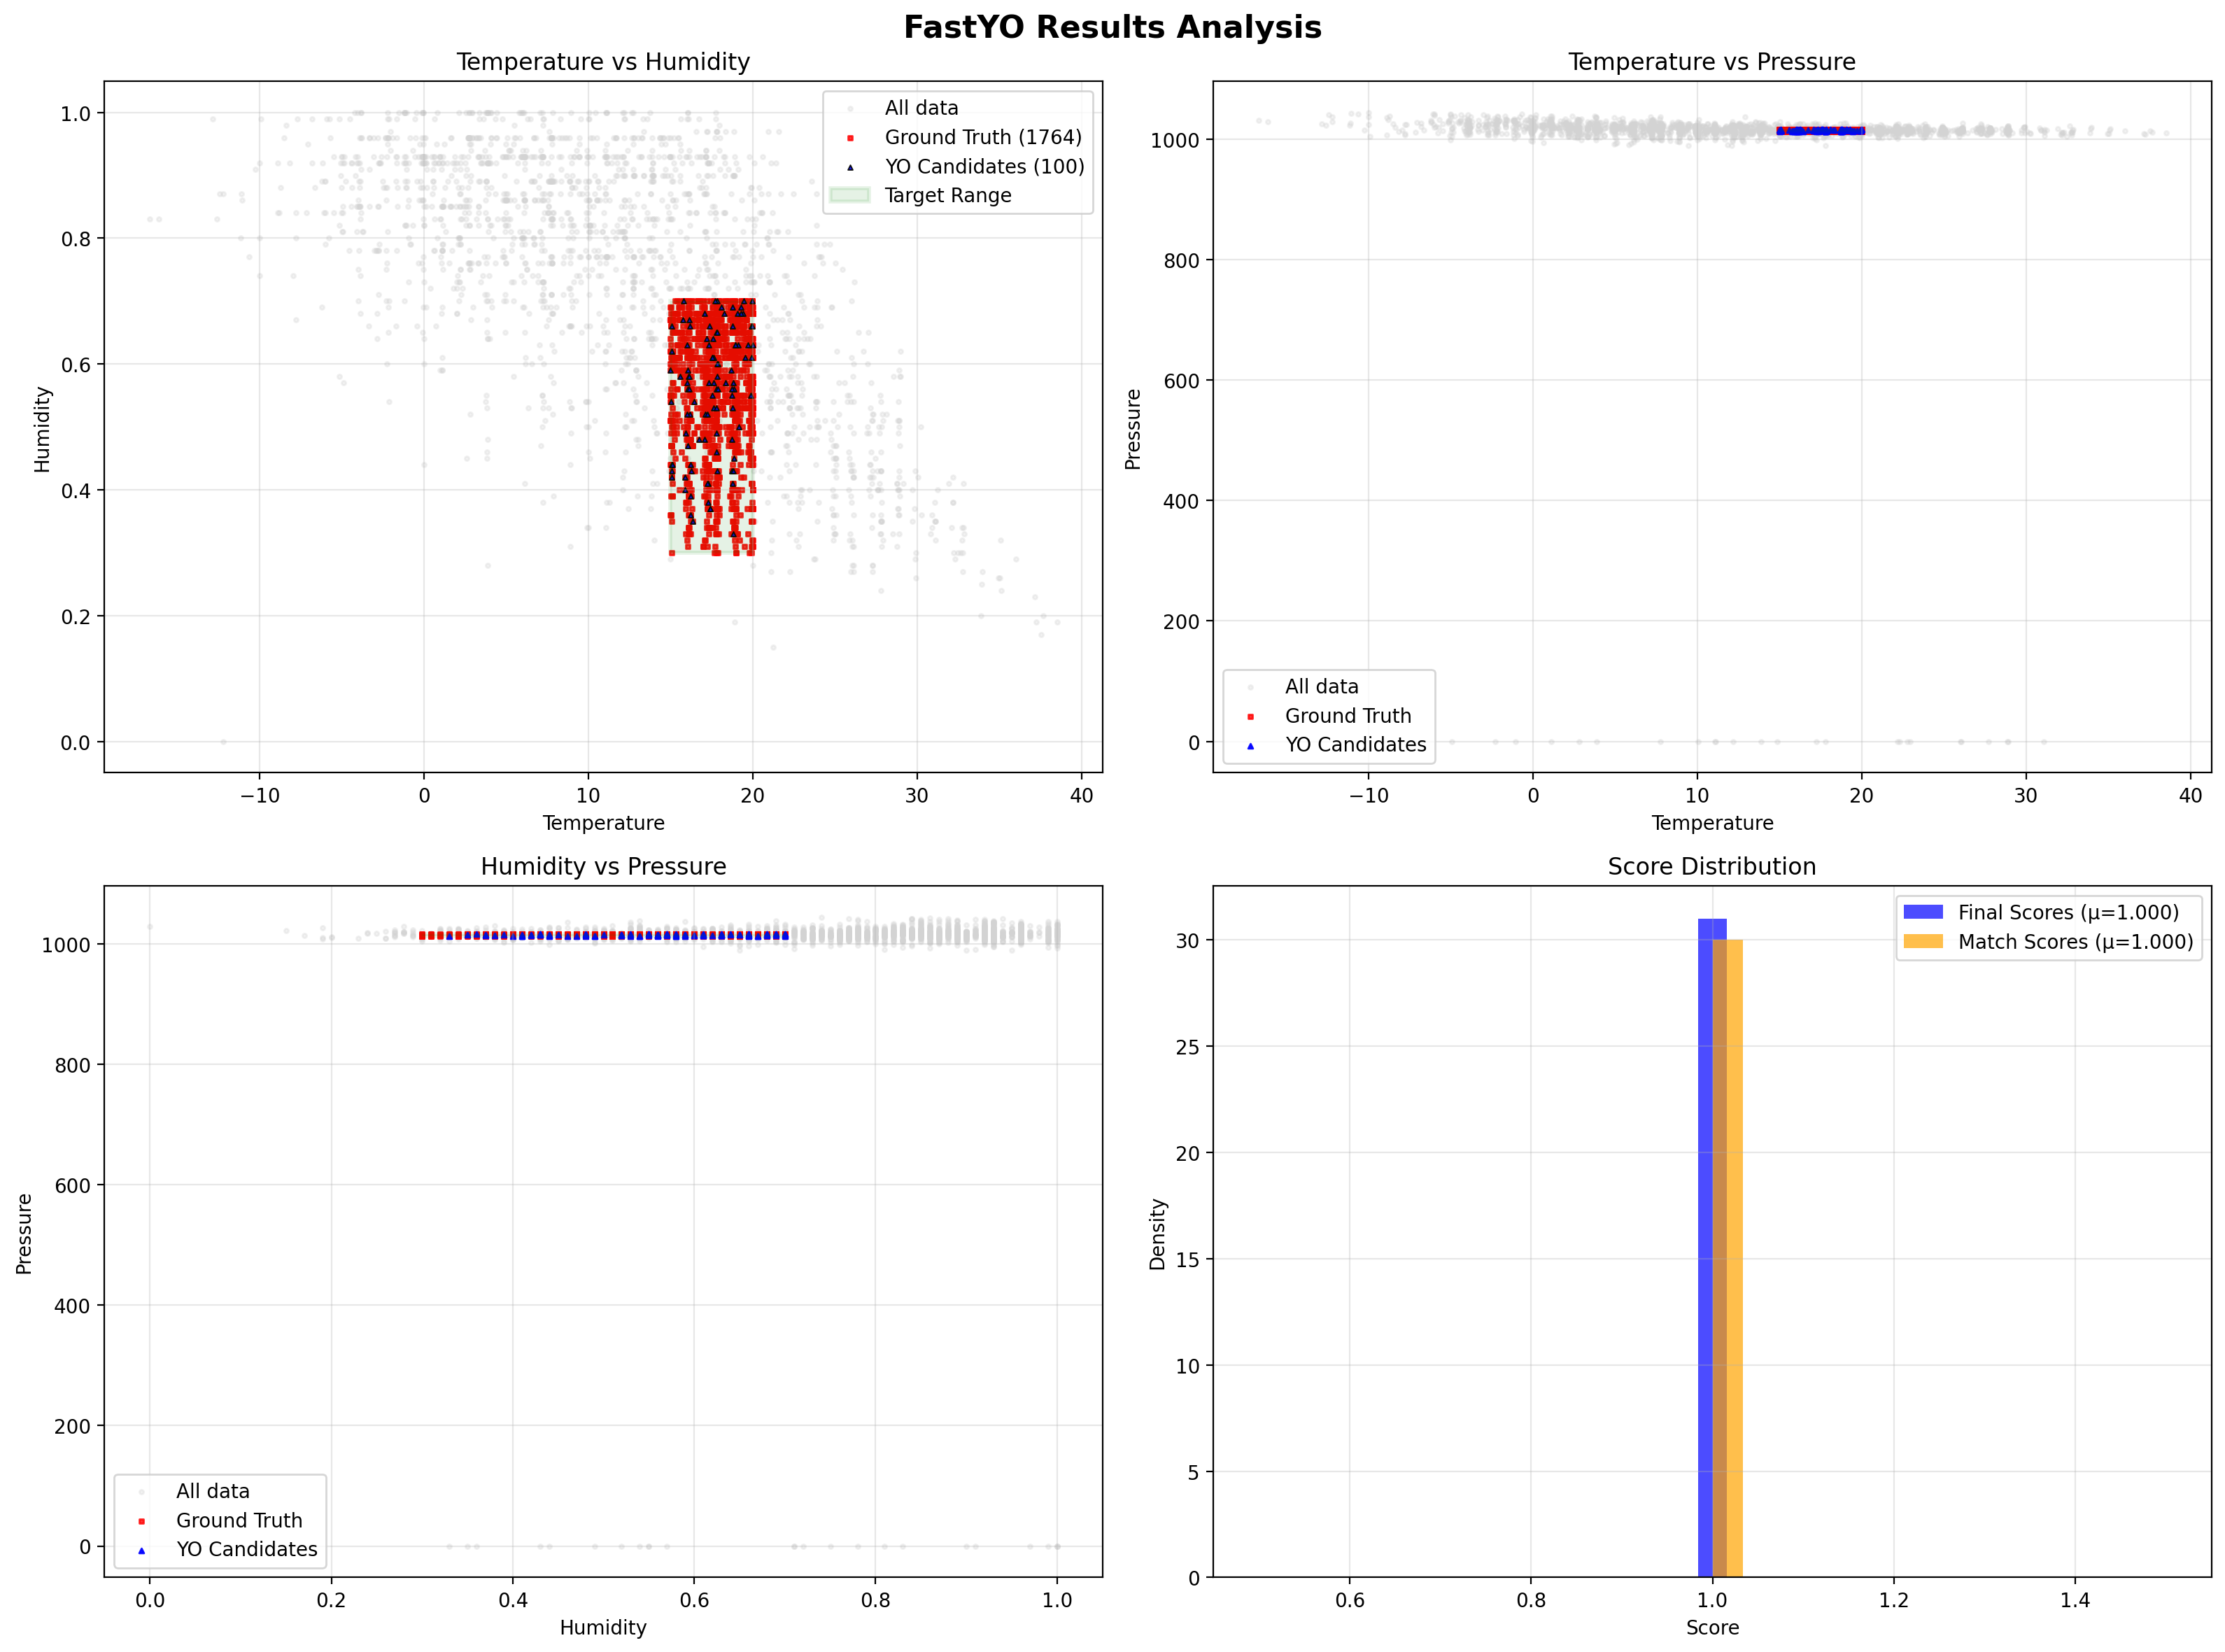 FastYO Results Analysis
Temperature vs Humidity
1.0
0.8
0.6
0.4
0.2
0.0
Humidity
−10
0
10
20
30
40
Temperature
All data
Ground Truth (1764)
YO Candidates (100)
Target Range
Temperature vs Pressure
1000
800
600
400
200
0
Pressure
−10
0
10
20
30
40
Temperature
All data
Ground Truth
YO Candidates
Humidity vs Pressure
1000
800
600
400
200
0
Pressure
0.0
0.2
0.4
0.6
0.8
1.0
Humidity
All data
Ground Truth
YO Candidates
Score Distribution
30
25
20
15
10
5
0
Density
0.6
0.8
1.0
1.2
1.4
Score
Final Scores (μ=1.000)
Match Scores (μ=1.000)